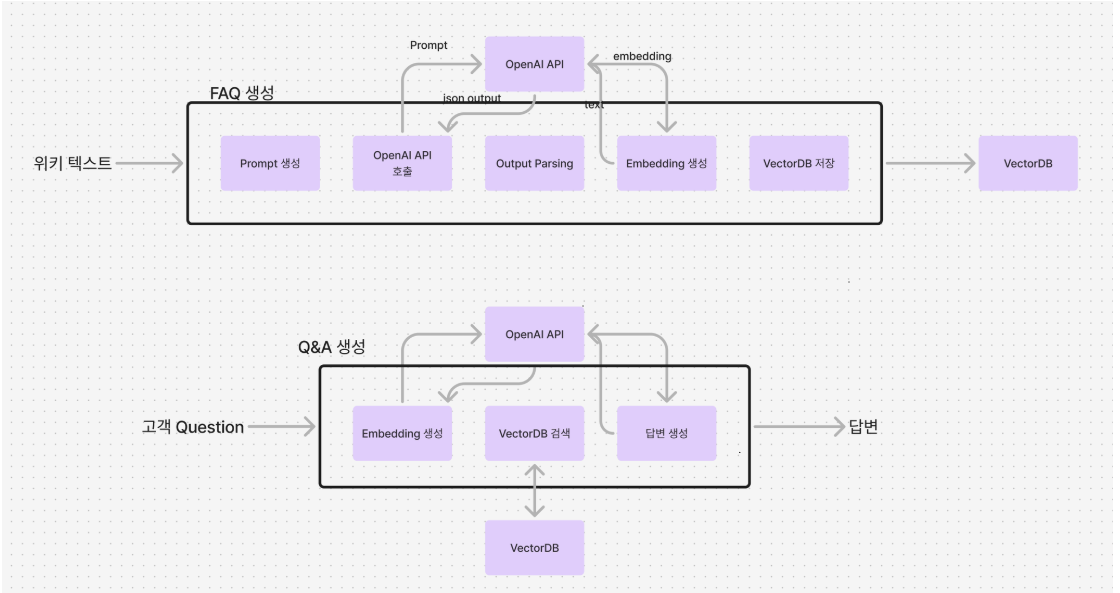 Prompt
OpenAI API
embedding
FAQ 생성
json output
text
위키 텍스트
Prompt 생성
OpenAI API
호출
Output Parsing
Embedding 생성
VectorDB 저장
VectorDB
OpenAI API
Q&A 생성
고객 Question
Embedding 생성
VectorDB 검색
답변 생성
답변
VectorDB